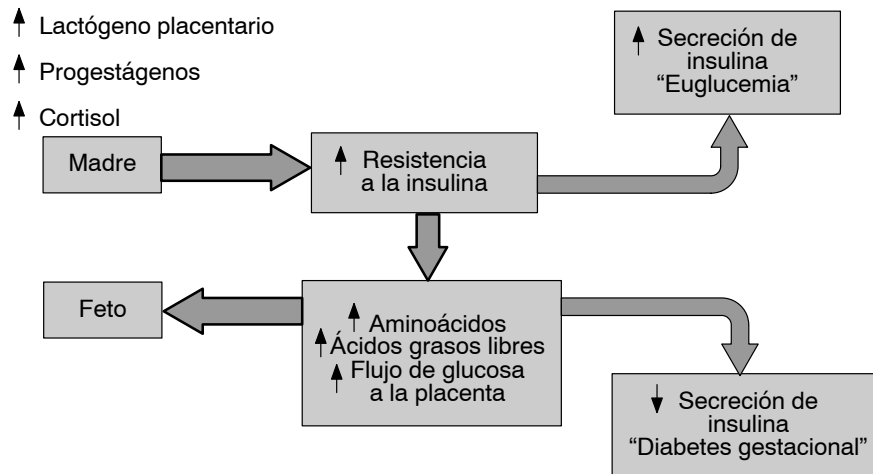 ↑ Lactógeno placentario
↑ Progestágenos
↑ Cortisol
Madre
↑ Resistencia
a la insulina
↑ Secreción de
insulina
“Euglucemia”
Feto
↑ Aminoácidos
↑ Ácidos grasos libres
↑ Flujo de glucosa
a la placenta
↓ Secreción de
insulina
“Diabetes gestacional”